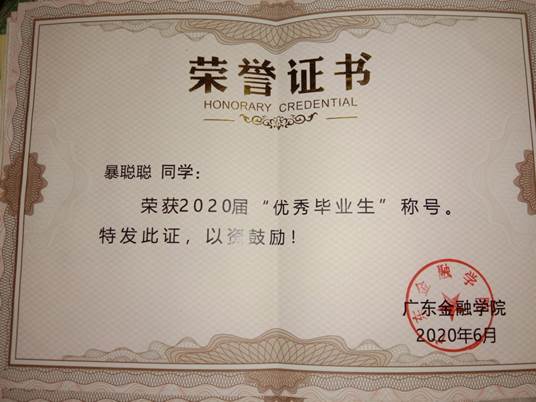 荣誉证书
HONORARY CREDENTIAL
暴聪聪 同学：
荣获2020届“优秀毕业生”称号。
特发此证，以资鼓励！
广东金融学院
2020年6月